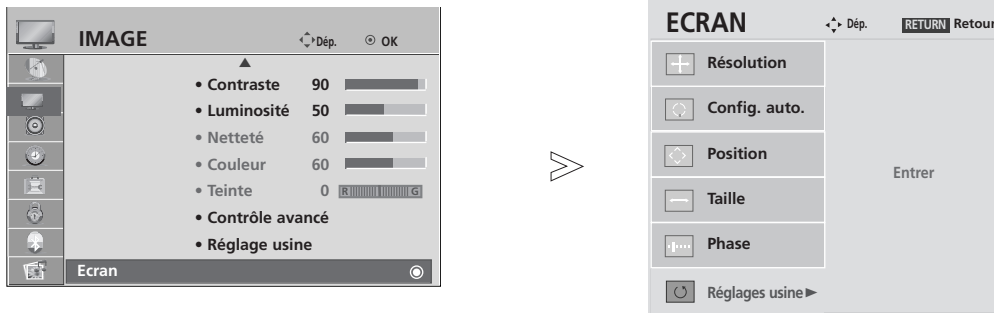 IMAGE Dép. OK
• Contraste 90
• Luminosité 50
• Netteté 60
• Couleur 60
• Teinte 0 R G
• Contrôle avancé
• Réglage usine
Ecran
ECRAN Dép. RETURN Retour
Résolution
Config. auto.
Position
Entrer
Taille
Phase
Réglages usine►